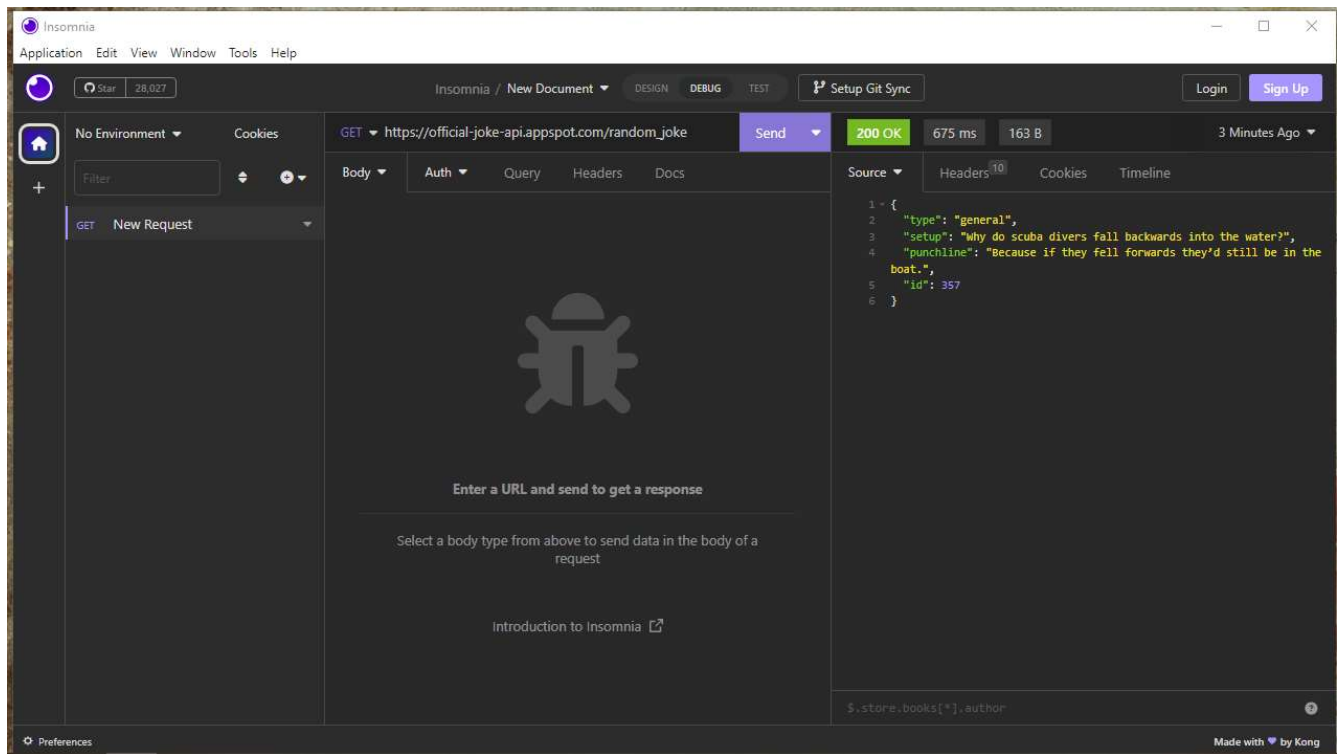 Insomnia
Application Edit View Window Tools Help
Star 28,027
Insomnia / New Document
DESIGN DEBUG TEST
Setup Git Sync
Login
Sign Up
No Environment
Cookies
GET https://official-joke-api.appspot.com/random_joke
Send
200 OK
675 ms
163 B
3 Minutes Ago
Filter
Body Auth Query Headers Docs
Source Headers 10 Cookies Timeline
GET New Request
1 {
2 "type": "general",
3 "setup": "Why do scuba divers fall backwards into the water?",
4 "punchline": "Because if they fell forwards they’d still be in the
boat.",
5 "id": 357
6 }
Enter a URL and send to get a response
Select a body type from above to send data in the body of a
request
Introduction to Insomnia
$.store.books[*].author
Preferences
Made with 💜 by Kong